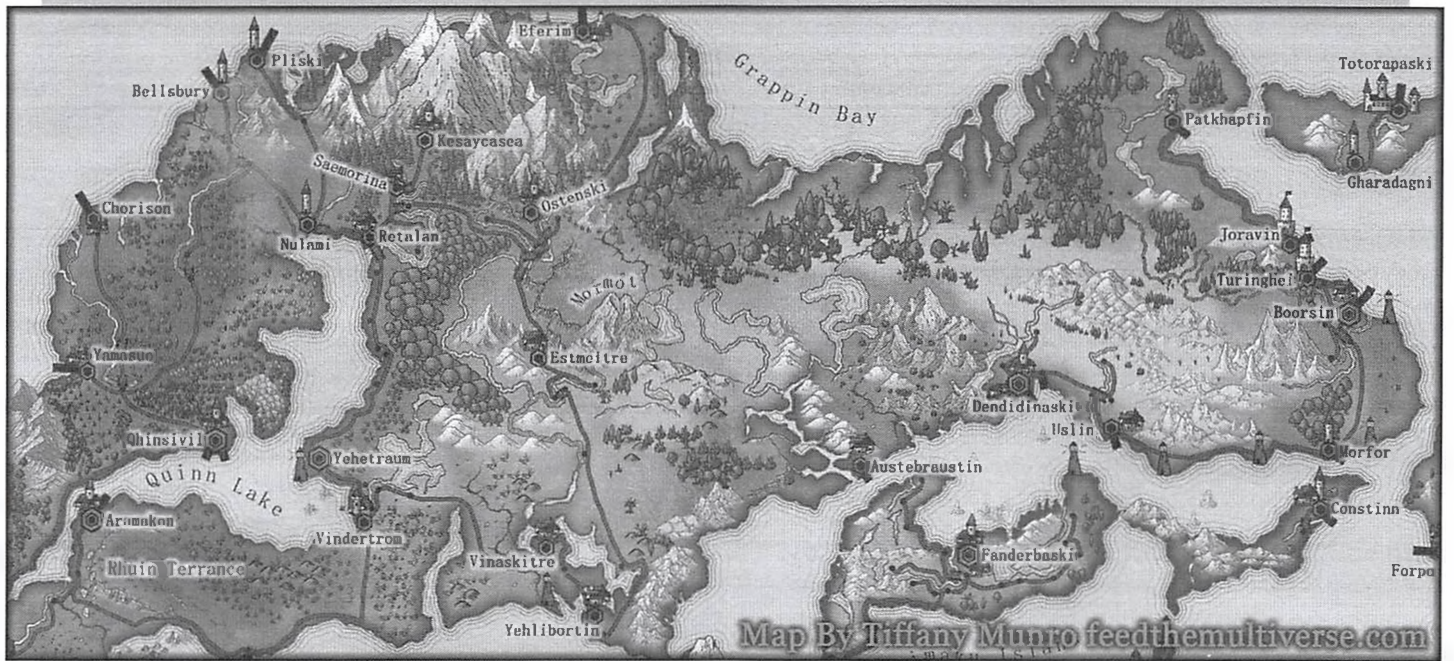 Eferim
Pliski
Grappin Bay
Totorapaski
Bellsbury
Patkhapfin
Kesaycasea
Saemorina
Gharadagni
Ostenski
Chorison
Joravin
Nulami
Retalan
Turinghei
Mormot
Boorsin
Yamasuo
Estmeitre
Dendidinaski
Uslin
Qhinsivil
Yehetraum
Austebraustin
Morfor
Quinn Lake
Aramakon
Constinn
Vindertrom
Fanderbaski
Vinaskitre
Rhuin Terrance
Forpo
Yehlibortin
Map By Tiffany Munro feedthemultiverse.com